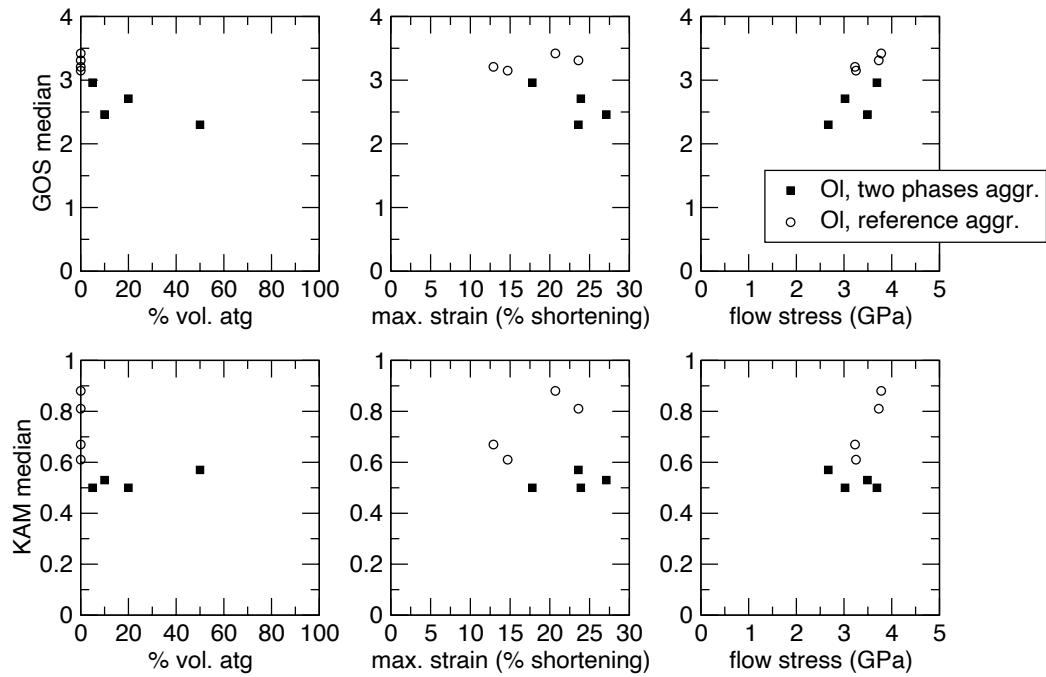 4
3
2
1
0
GOS median
0 20 40 60 80 100
% vol. atg
4
3
2
1
0
0 5 10 15 20 25 30
max. strain (% shortening)
4
3
2
1
0
0 1 2 3 4 5
flow stress (GPa)
Ol, two phases aggr.
Ol, reference aggr.
1
0.8
0.6
0.4
0.2
0
KAM median
0 20 40 60 80 100
% vol. atg
1
0.8
0.6
0.4
0.2
0
0 5 10 15 20 25 30
max. strain (% shortening)
1
0.8
0.6
0.4
0.2
0
0 1 2 3 4 5
flow stress (GPa)